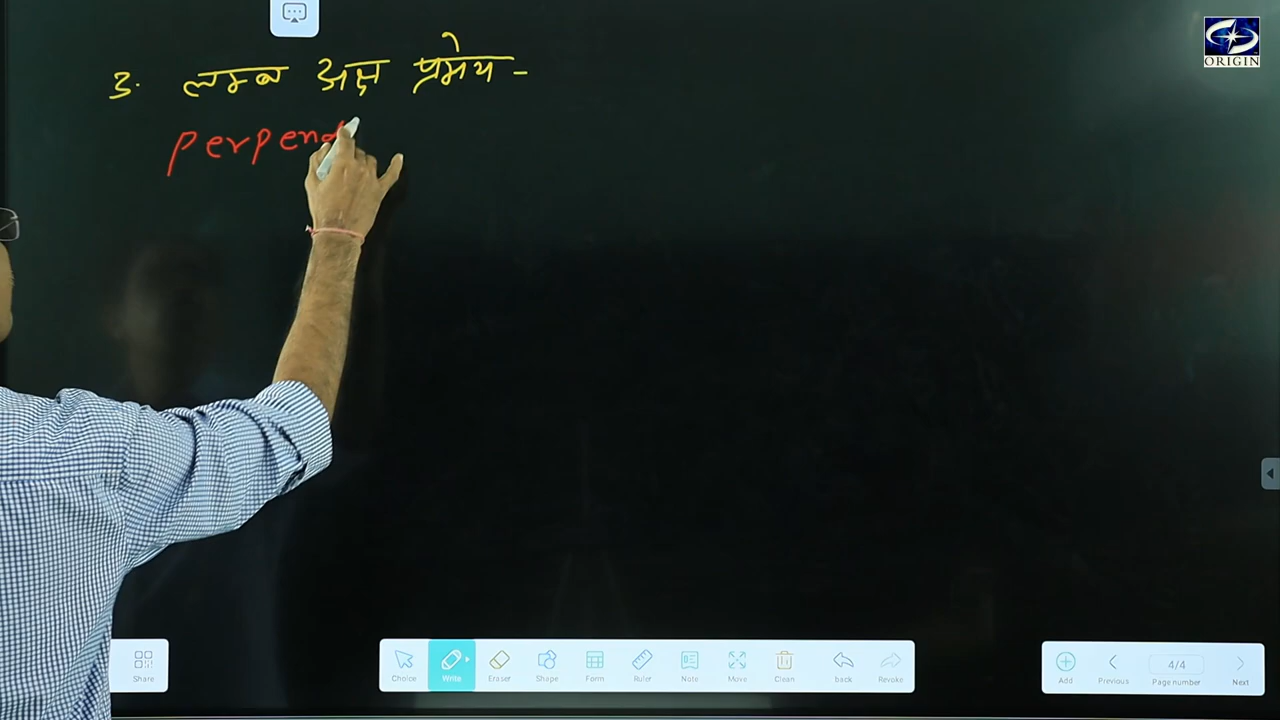 3. लम्ब अक्ष प्रमेय -
perpend
ORIGIN
Share
Choice
Write
Eraser
Shape
Form
Ruler
Note
Move
Clean
back
Revoke
Add
Previous
4/4
Page number
Next